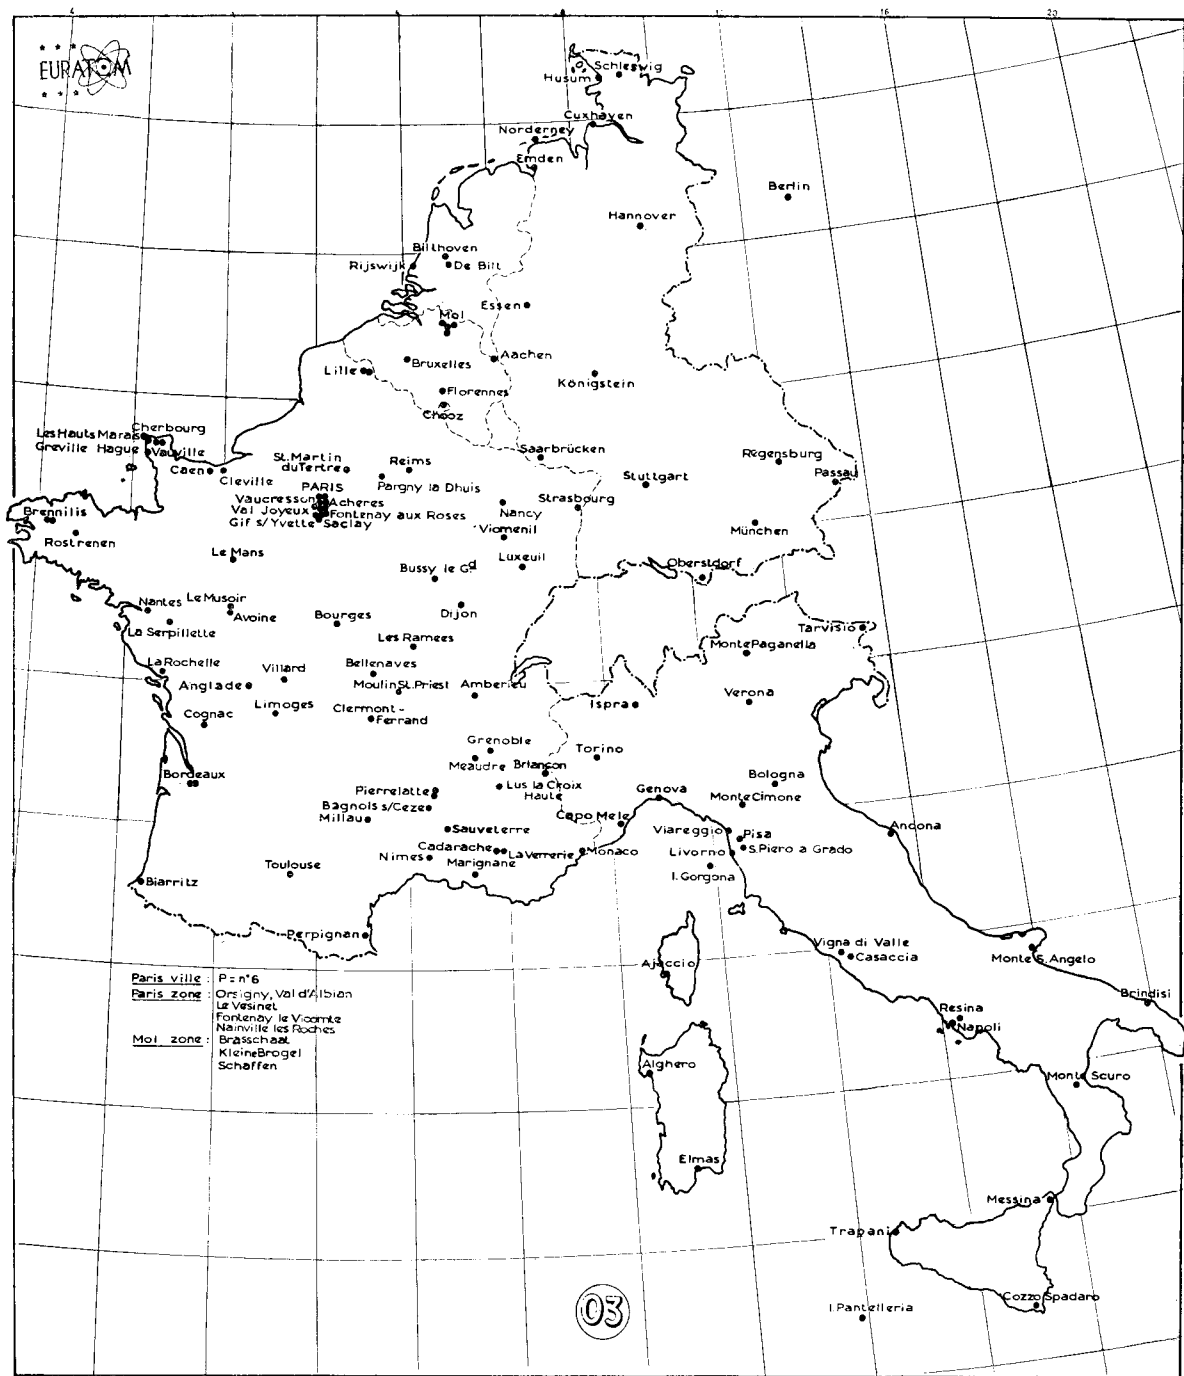 4
8
12
16
20
EURATOM
Schleswig
Husum
Cuxhaven
Norderney
Emden
Berlin
Hannover
Bilthoven
Rijswijk
De Bilt
Essen
Mol
Aachen
Bruxelles
Lille
Königstein
Florennes
Chooz
Cherbourg
Les Hauts Marais
Greville Hague
Vauville
Caen
Cleville
St. Martin
du Tertre
Reims
Pargny la Dhuis
Saarbrücken
Stuttgart
Regensburg
Passau
PARIS
Vaucresson
Acheres
Val Joyeux
Fontenay aux Roses
Gif s/Yvette
Saclay
Nancy
Strasbourg
Viomenil
München
Brennilis
Rostrenen
Le Mans
Bussy le Gd
Luxeuil
Oberstdorf
Nantes
Le Musoir
Avoine
La Serpillette
Bourges
Dijon
Les Ramees
Tarvisio
Monte Paganella
La Rochelle
Villard
Bellenaves
Anglade
Moulin St. Priest
Amberieu
Verona
Ispra
Limoges
Clermont-
Ferrand
Cognac
Grenoble
Meaudre
Briançon
Torino
Bordeaux
Bologna
Lus la Croix
Haute
Pierrelatte
Genova
Monte Cimone
Bagnols s/Ceze
Millau
Capo Mele
Sauveterre
Viareggio
Pisa
Ancona
Cadarache
La Verrerie
Monaco
Livorno
S. Piero a Grado
Nimes
Marignane
I. Gorgona
Toulouse
Biarritz
Perpignan
Vigna di Valle
Casaccia
Monte S. Angelo
Ajaccio
Paris ville : P = n°6
Paris zone : Orsigny, Val d'Albian
Le Vesinet
Fontenay le Vicomte
Nainville les Roches
Mol zone : Brasschaat
Kleine Brogel
Schaffen
Brindisi
Resina
Napoli
Alghero
Monte Scuro
Elmas
Messina
Trapani
Cozzo Spadaro
I. Pantelleria
03